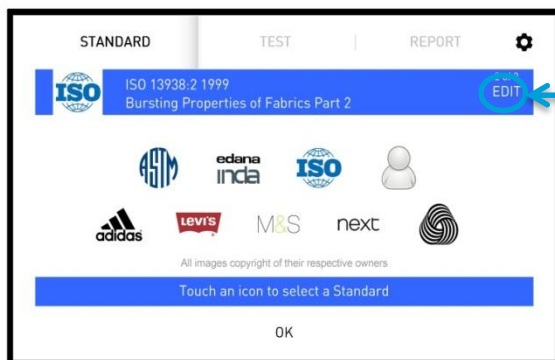 STANDARD TEST REPORT
ISO ISO 13938:2 1999
EDIT
Bursting Properties of Fabrics Part 2
ASTM edana inda ISO
adidas LEVI'S M&S next
All images copyright of their respective owners
Touch an icon to select a Standard
OK